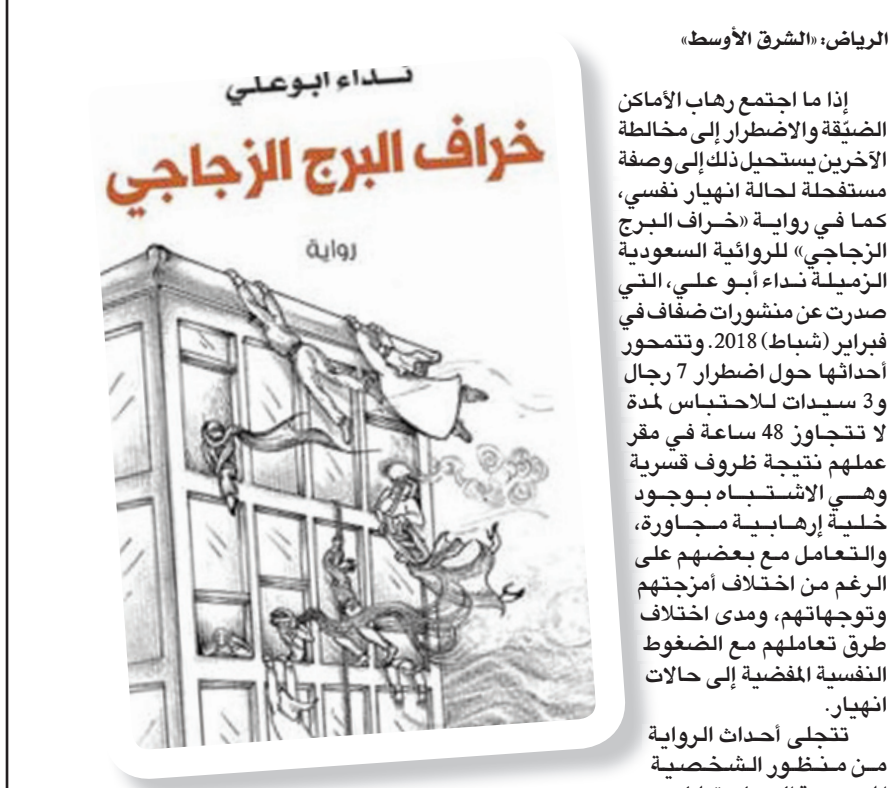 الرياض: «الشرق الأوسط»
إذا ما اجتمع رهاب الأماكن
الضيّقة والاضطرار إلى مخالطة
الآخرين يستحيل ذلك إلى وصفة
مستفحلة لحالة انهيار نفسي،
كما في رواية «خراف البرج
الزجاجي» للروائية السعودية
الزميلة نداء أبو علي، التي
صدرت عن منشورات ضفاف في
فبراير (شباط) 2018. وتتمحور
أحداثها حول اضطرار 7 رجال
و3 سيدات للاحتباس لمدة
لا تتجاوز 48 ساعة في مقر
عملهم نتيجة ظروف قسرية
وهي الاشتباه بوجود
خلية إرهابية مجاورة،
والتعامل مع بعضهم على
الرغم من اختلاف أمزجتهم
وتوجهاتهم، ومدى اختلاف
طرق تعاملهم مع الضغوط
النفسية المفضية إلى حالات
انهيار.
تتجلى أحداث الرواية
من منظور الشخصية
نداء أبو علي
خراف البرج الزجاجي
رواية